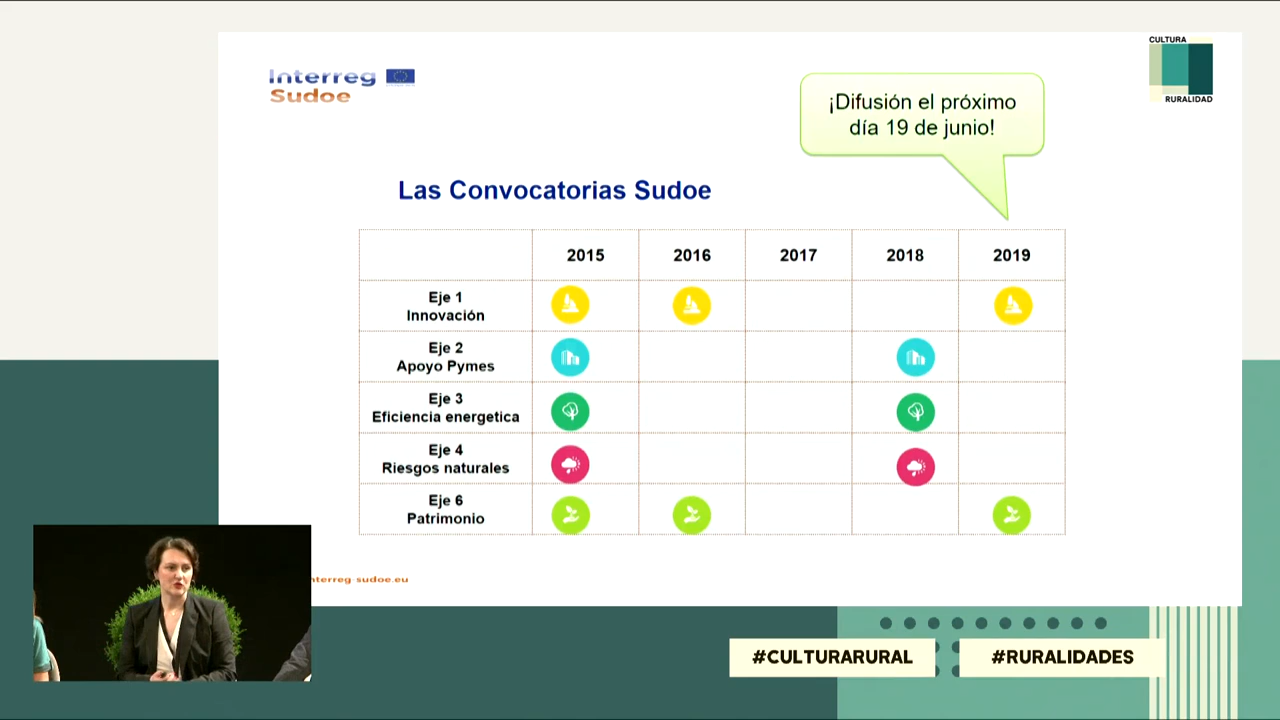 CULTURA
RURALIDAD
Interreg
Sudoe
¡Difusión el próximo
día 19 de junio!
Las Convocatorias Sudoe
2015 2016 2017 2018 2019
Eje 1
Innovación
Eje 2
Apoyo Pymes
Eje 3
Eficiencia energetica
Eje 4
Riesgos naturales
Eje 6
Patrimonio
nterreg-sudoe.eu
#CULTURARURAL #RURALIDADES